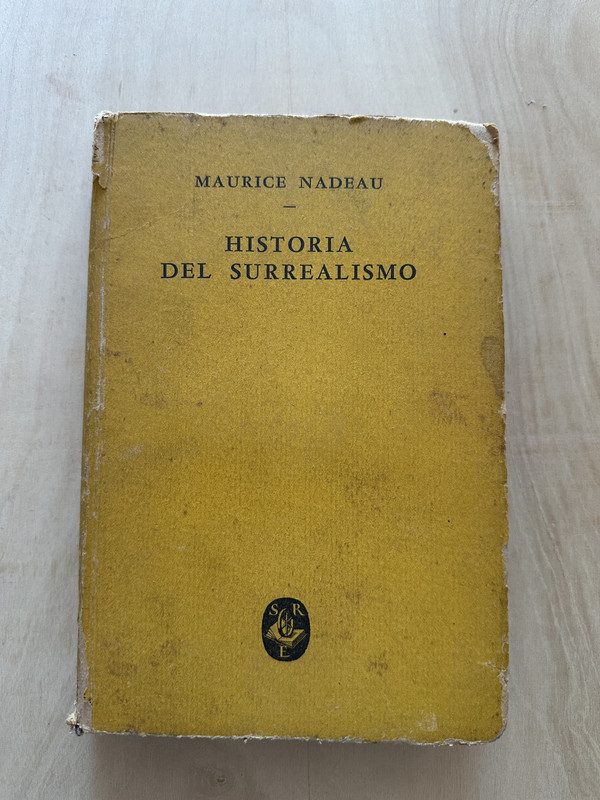 MAURICE NADEAU
HISTORIA
DEL SURREALISMO
S R
E